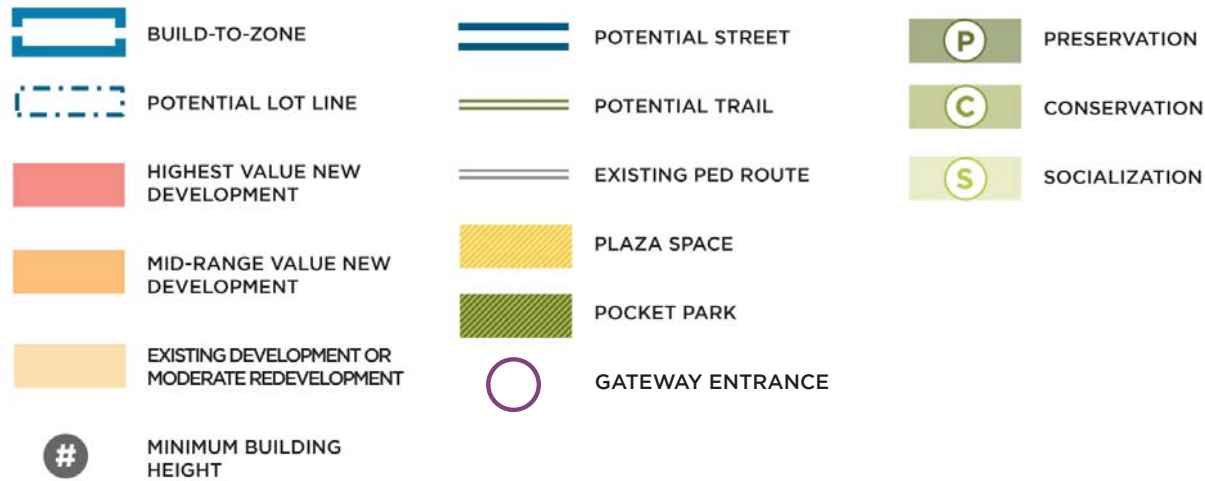 BUILD-TO-ZONE
POTENTIAL LOT LINE
HIGHEST VALUE NEW
DEVELOPMENT
MID-RANGE VALUE NEW
DEVELOPMENT
EXISTING DEVELOPMENT OR
MODERATE REDEVELOPMENT
#
MINIMUM BUILDING
HEIGHT
POTENTIAL STREET
POTENTIAL TRAIL
EXISTING PED ROUTE
PLAZA SPACE
POCKET PARK
GATEWAY ENTRANCE
P PRESERVATION
C CONSERVATION
S SOCIALIZATION